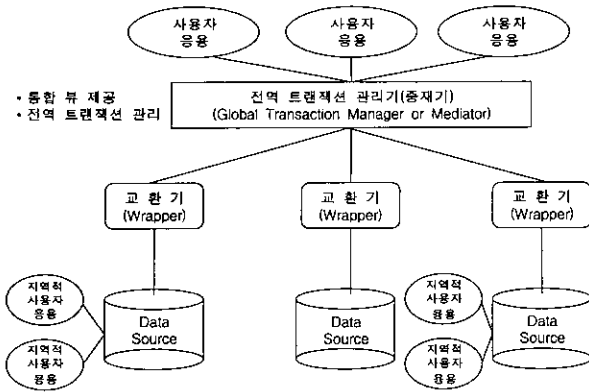 사용자
응용
사용자
응용
사용자
응용
• 통합 뷰 제공
• 전역 트랜잭션 관리
전역 트랜잭션 관리기(중재기)
(Global Transaction Manager or Mediator)
교 환 기
(Wrapper)
교 환 기
(Wrapper)
교 환 기
(Wrapper)
지역적
사용자
응용
지역적
사용자
응용
Data
Source
Data
Source
지역적
사용자
응용
지역적
사용자
응용
Data
Source